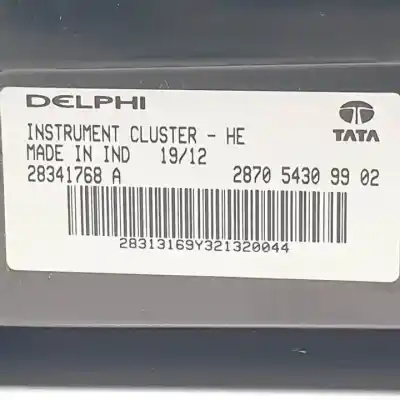 DELPHI
TATA
INSTRUMENT CLUSTER - HE
MADE IN IND 19/12
28341768 A 2870 5430 99 02
28313169Y321320044